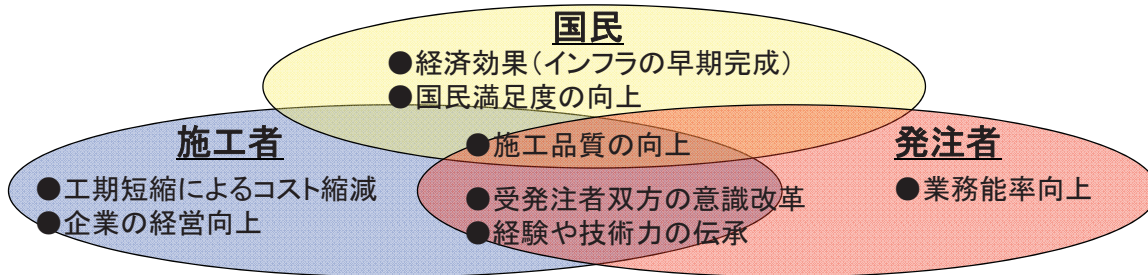 国民
●経済効果(インフラの早期完成)
●国民満足度の向上
施工者
●工期短縮によるコスト縮減
●企業の経営向上
●施工品質の向上
●受発注者双方の意識改革
●経験や技術力の伝承
発注者
●業務能率向上